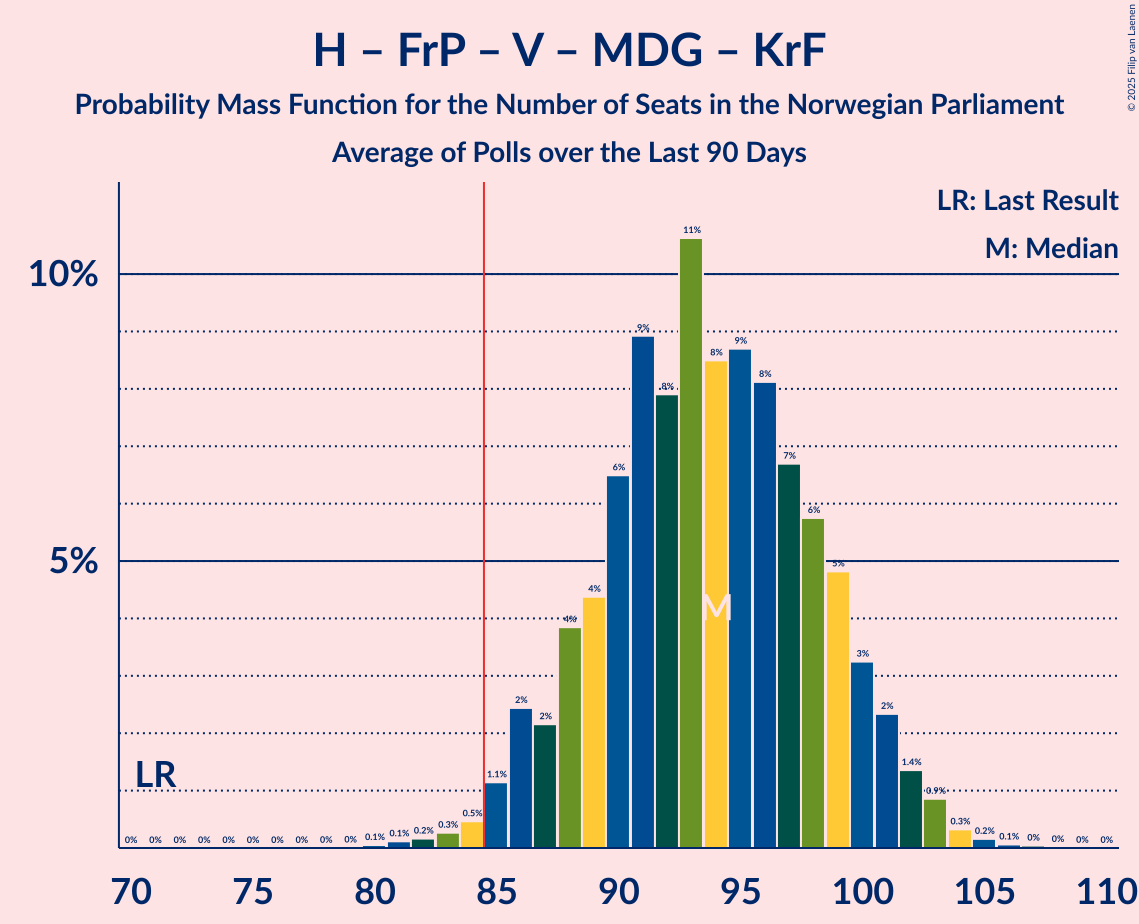 H – FrP – V – MDG – KrF
Probability Mass Function for the Number of Seats in the Norwegian Parliament
Average of Polls over the Last 90 Days
© 2025 Filip van Laenen
LR: Last Result
M: Median
10%
5%
LR
M
0% 0% 0% 0% 0% 0% 0% 0% 0% 0% 0.1% 0.1% 0.2% 0.3% 0.5% 1.1% 2% 2% 4% 4% 6% 9% 8% 11% 8% 9% 8% 7% 6% 5% 3% 2% 1.4% 0.9% 0.3% 0.2% 0.1% 0% 0% 0% 0%
70 75 80 85 90 95 100 105 110